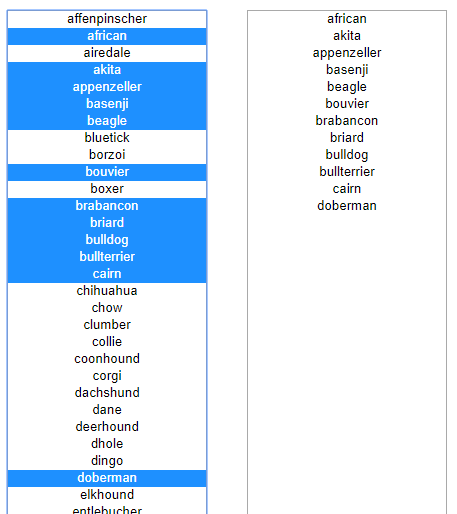 affenpinscher
african
airedale
akita
appenzeller
basenji
beagle
bluetick
borzoi
bouvier
boxer
brabancon
briard
bulldog
bullterrier
cairn
chihuahua
chow
clumber
collie
coonhound
corgi
dachshund
dane
deerhound
dhole
dingo
doberman
elkhound
entlebucher
african
akita
appenzeller
basenji
beagle
bouvier
brabancon
briard
bulldog
bullterrier
cairn
doberman